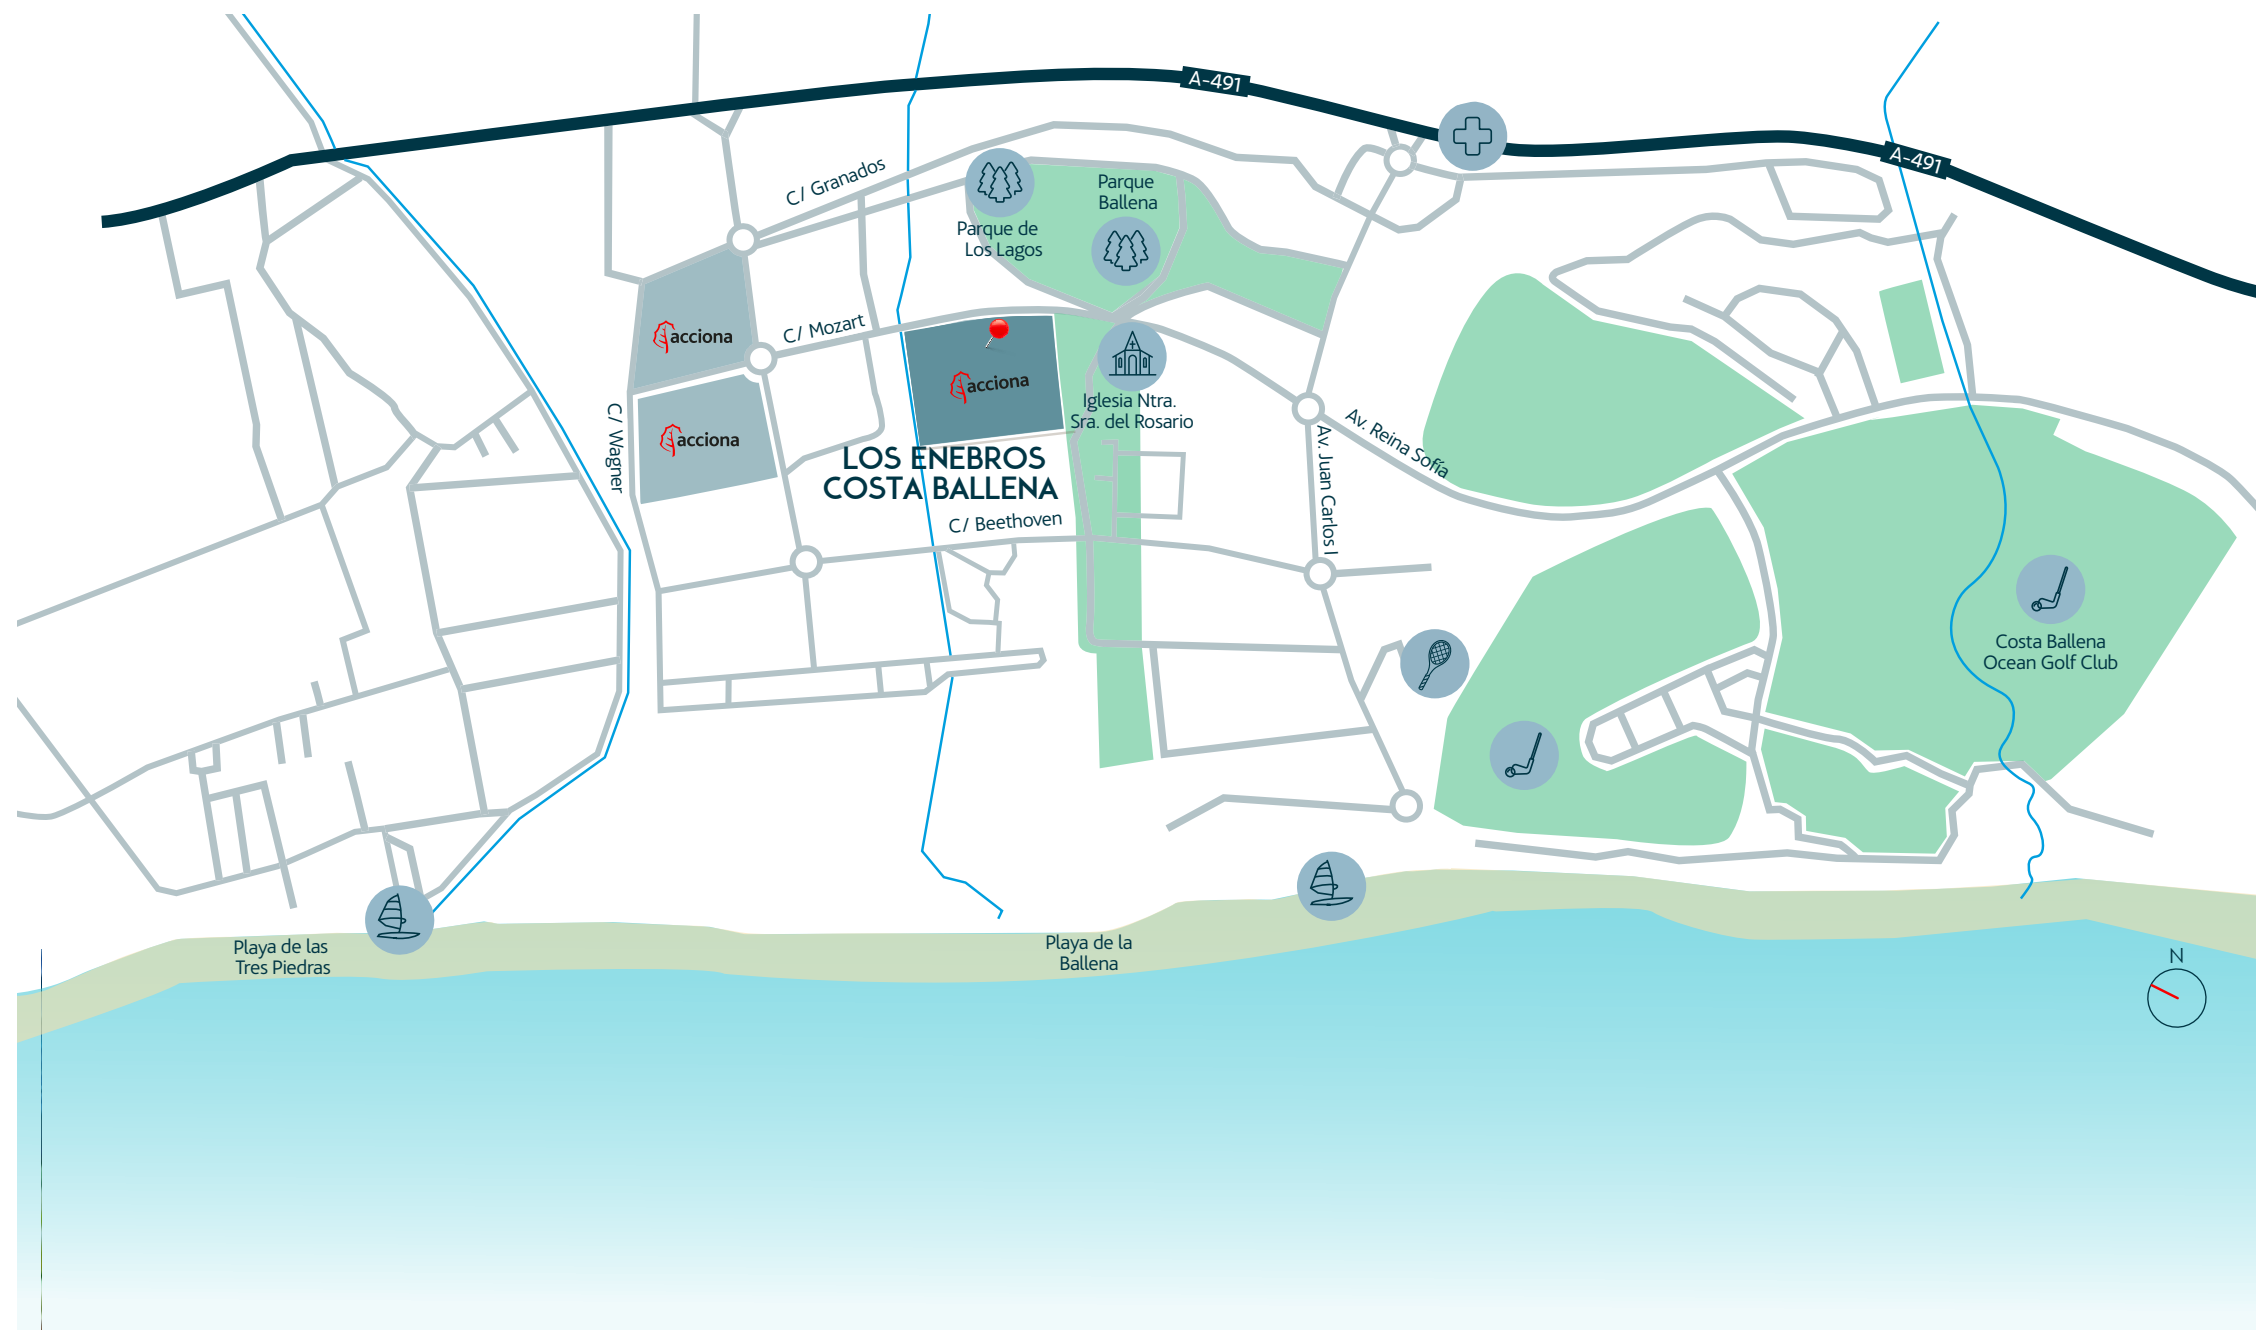 A-491
A-491
C/ Granados
Parque
Ballena
Parque de
Los Lagos
acciona
C/ Mozart
acciona
Iglesia Ntra.
Sra. del Rosario
C/ Wagner
acciona
Av. Reina Sofía
Av. Juan Carlos I
LOS ENEBROS
COSTA BALLENA
C/ Beethoven
Costa Ballena
Ocean Golf Club
Playa de las
Tres Piedras
Playa de la
Ballena
N